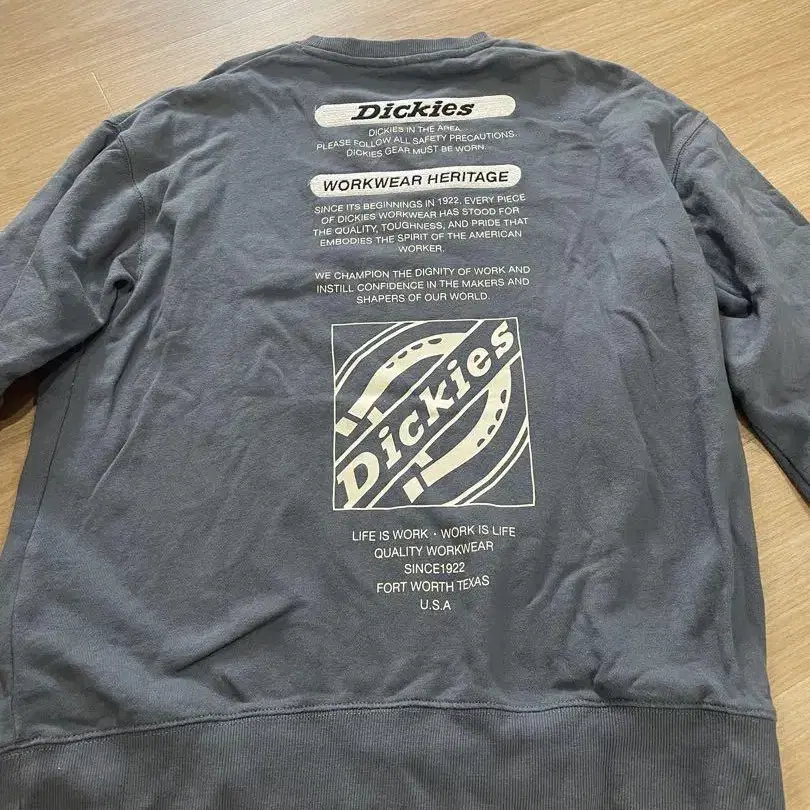 Dickies
DICKIES IN THE AREA.
PLEASE FOLLOW ALL SAFETY PRECAUTIONS.
DICKIES GEAR MUST BE WORN.
WORKWEAR HERITAGE
SINCE ITS BEGINNINGS IN 1922, EVERY PIECE
OF DICKIES WORKWEAR HAS STOOD FOR
THE QUALITY, TOUGHNESS, AND PRIDE THAT
EMBODIES THE SPIRIT OF THE AMERICAN
WORKER.
WE CHAMPION THE DIGNITY OF WORK AND
INSTILL CONFIDENCE IN THE MAKERS AND
SHAPERS OF OUR WORLD.
Dickies
LIFE IS WORK · WORK IS LIFE
QUALITY WORKWEAR
SINCE1922
FORT WORTH TEXAS
U.S.A